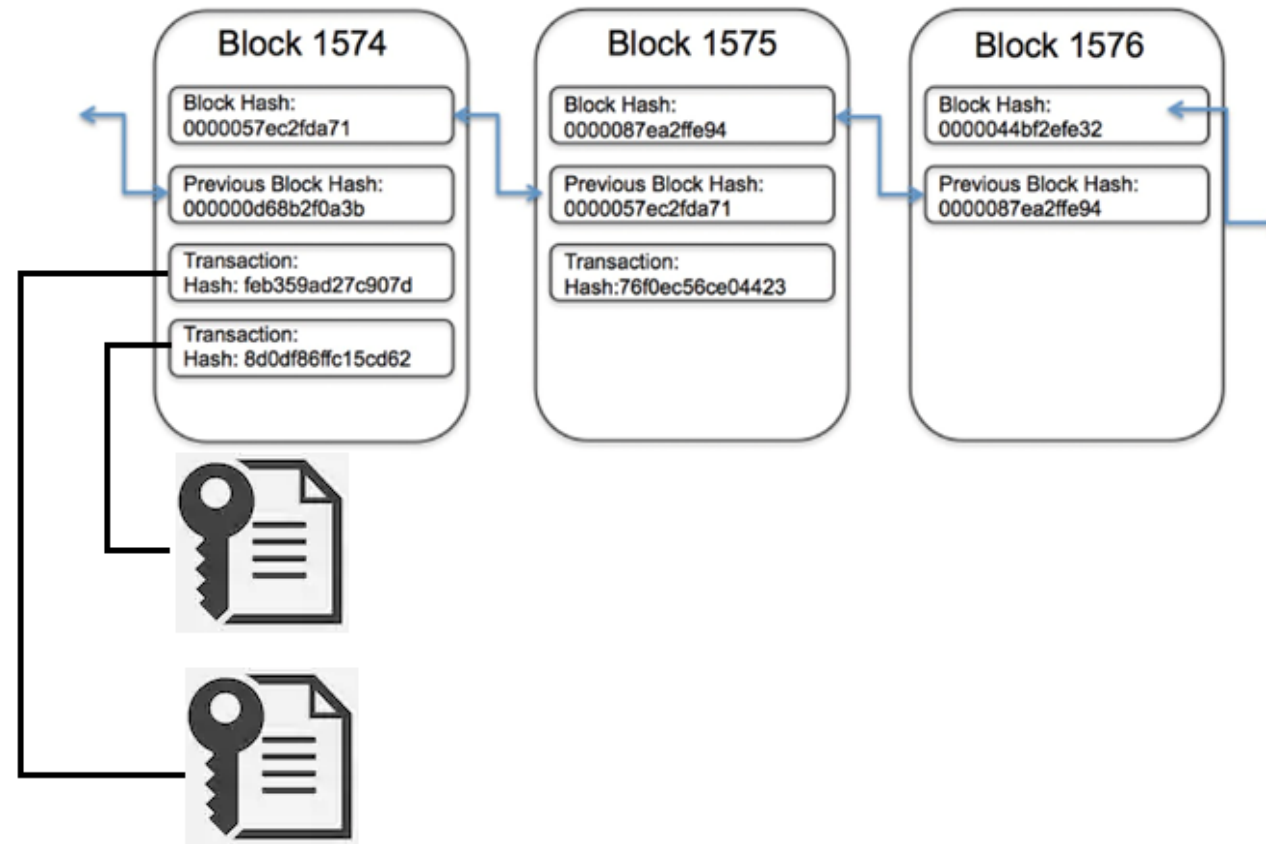 Block 1574
Block Hash:
0000057ec2fda71
Previous Block Hash:
000000d68b2f0a3b
Transaction:
Hash: feb359ad27c907d
Transaction:
Hash: 8d0df86ffc15cd62
Block 1575
Block Hash:
0000087ea2ffe94
Previous Block Hash:
0000057ec2fda71
Transaction:
Hash:76f0ec56ce04423
Block 1576
Block Hash:
0000044bf2efe32
Previous Block Hash:
0000087ea2ffe94